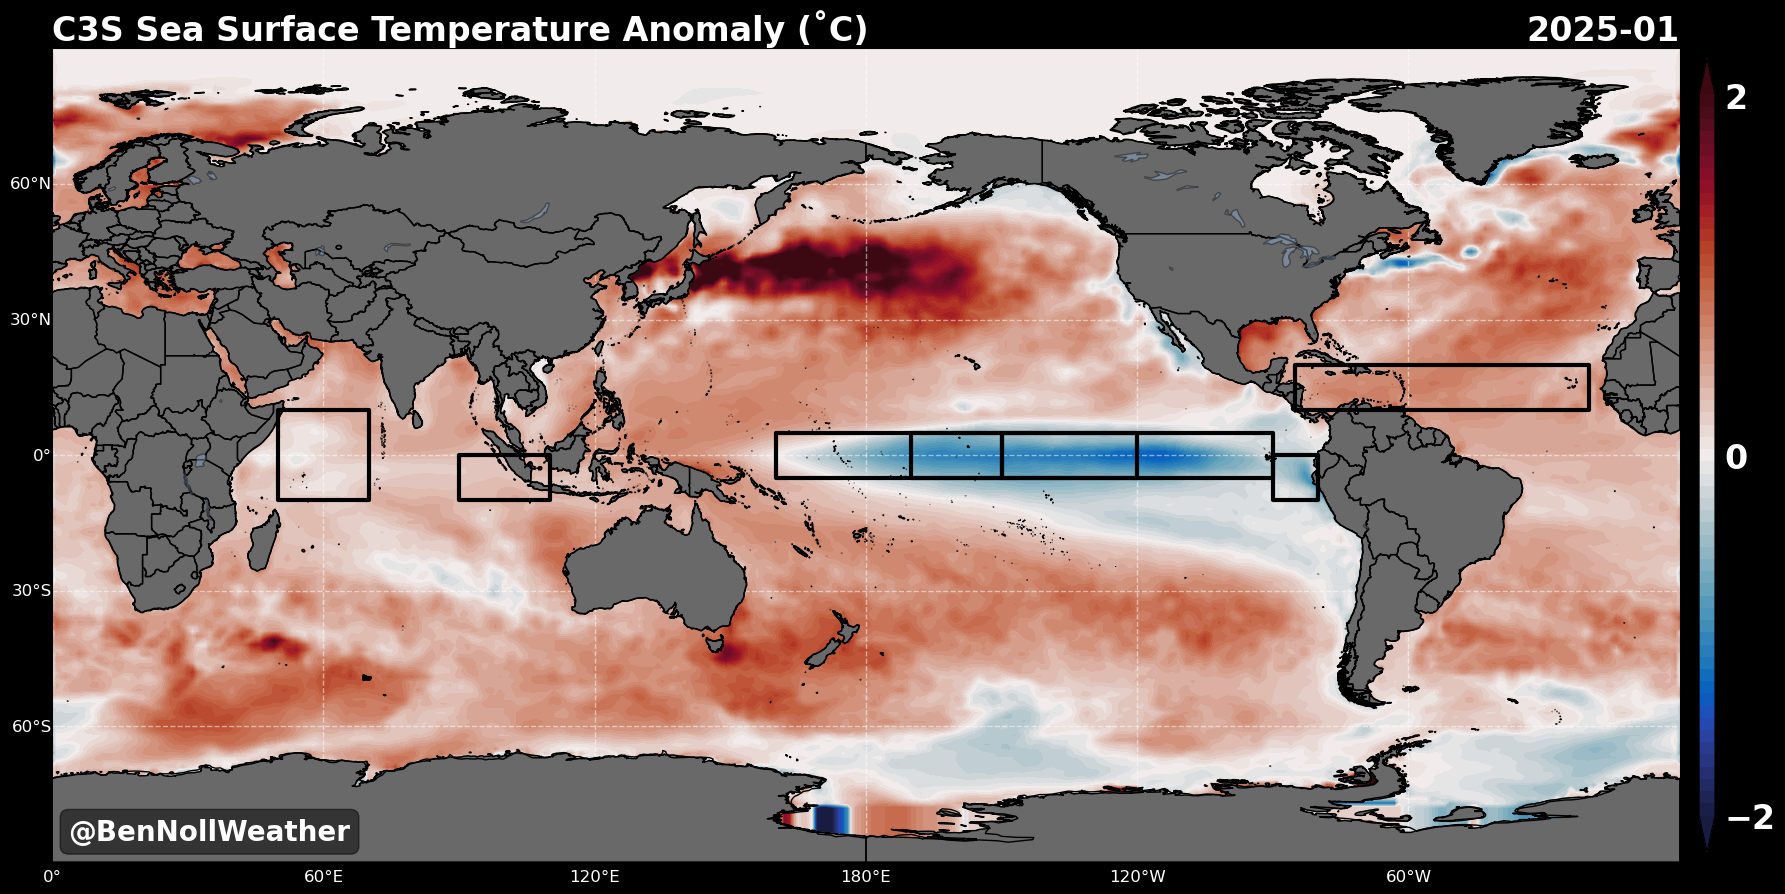 C3S Sea Surface Temperature Anomaly (˚C)
2025-01
2
0
−2
60°N
30°N
0°
30°S
60°S
@BenNollWeather
0°
60°E
120°E
180°E
120°W
60°W